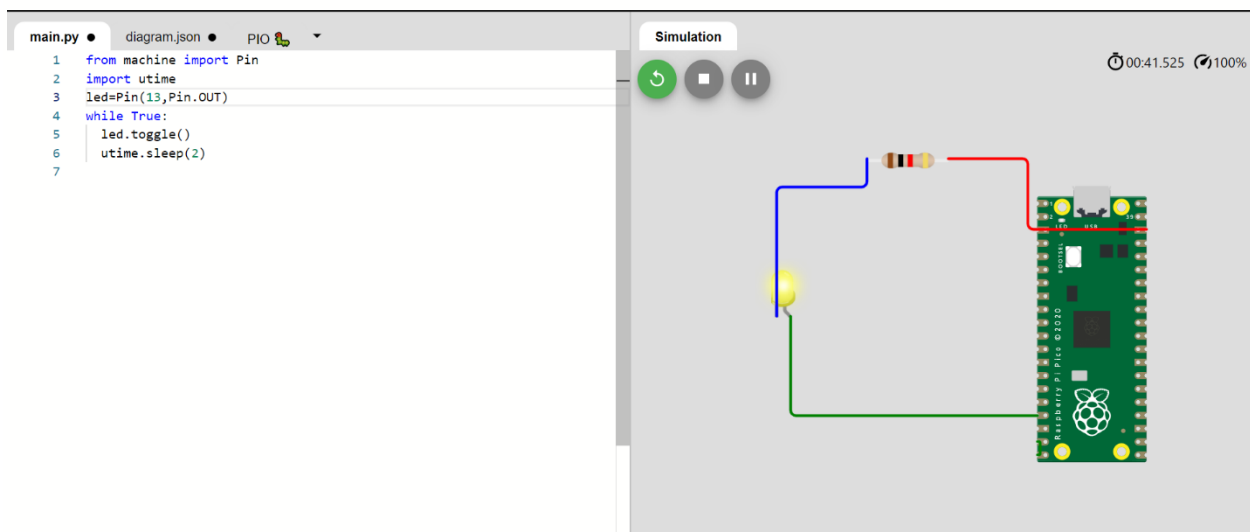 main.py ●
diagram.json ●
PIO
Simulation
00:41.525
100%
1 from machine import Pin
2 import utime
3 led=Pin(13,Pin.OUT)
4 while True:
5 led.toggle()
6 utime.sleep(2)
7
LED
USB
39
BOOTSEL
Raspberry Pi Pico ©2020